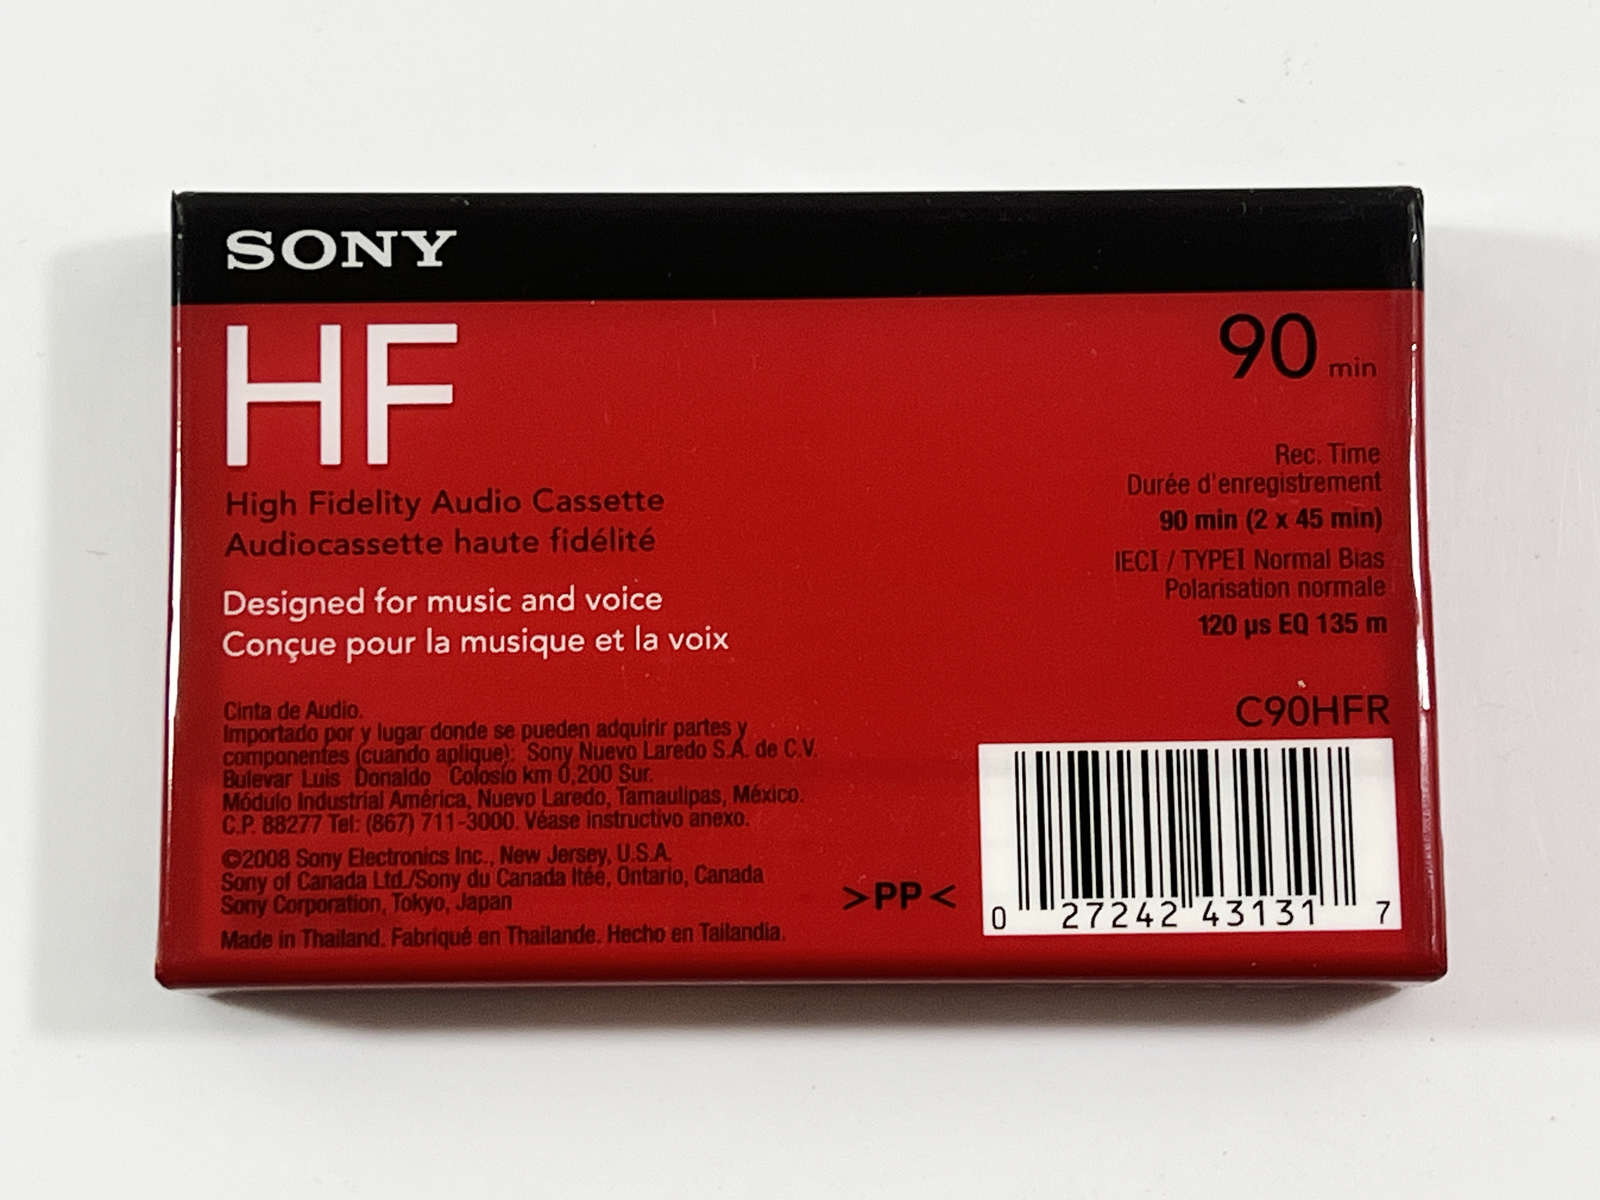 SONY
HF
High Fidelity Audio Cassette
Audiocassette haute fidélité
Designed for music and voice
Conçue pour la musique et la voix
90 min
Rec. Time
Durée d'enregistrement
90 min (2 x 45 min)
IECI / TYPEI Normal Bias
Polarisation normale
120 µs EQ 135 m
Cinta de Audio.
Importado por y lugar donde se pueden adquirir partes y
componentes (cuando aplique): Sony Nuevo Laredo S.A. de C.V.
Bulevar Luis Donaldo Colosio km 0,200 Sur.
Módulo Industrial América, Nuevo Laredo, Tamaulipas, México.
C.P. 88277 Tel: (867) 711-3000. Véase instructivo anexo.
©2008 Sony Electronics Inc., New Jersey, U.S.A.
Sony of Canada Ltd./Sony du Canada ltée, Ontario, Canada
Sony Corporation, Tokyo, Japan
Made in Thailand. Fabriqué en Thaïlande. Hecho en Tailandia.
>PP<
C90HFR
0 27242 43131 7